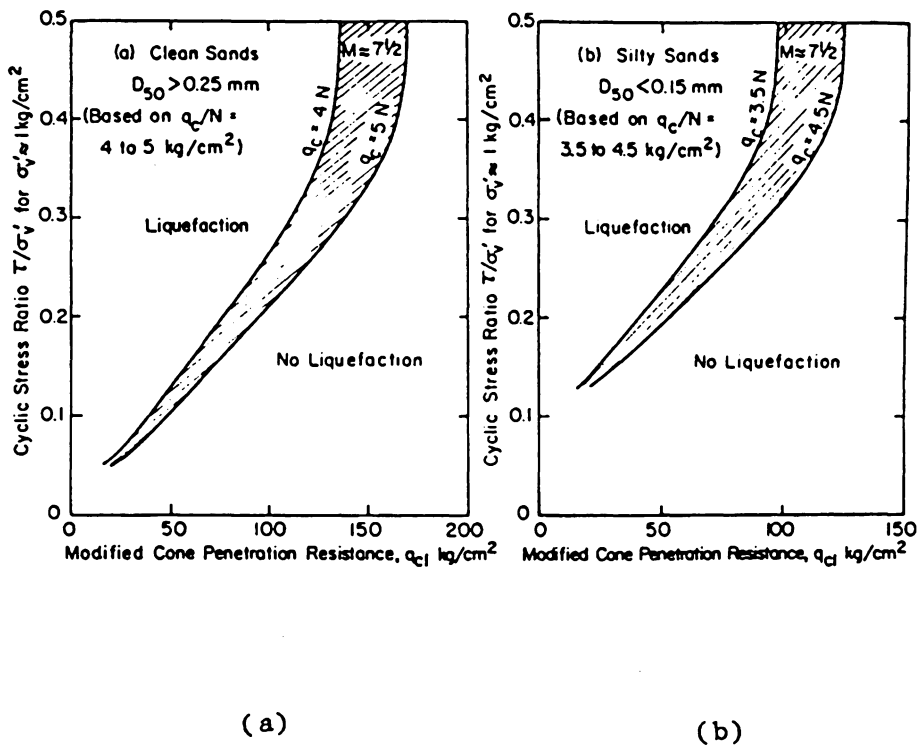 Cyclic Stress Ratio τ/σ′v for σ′v ≈ 1 kg/cm²
0.5
0.4
0.3
0.2
0.1
0
(a) Clean Sands
D50 > 0.25 mm
(Based on qc/N =
4 to 5 kg/cm²)
M ≈ 7½
qc = 4 N
qc = 5 N
Liquefaction
No Liquefaction
0 50 100 150 200
Modified Cone Penetration Resistance, qc1 kg/cm²
Cyclic Stress Ratio τ/σ′v for σ′v ≈ 1 kg/cm²
0.5
0.4
0.3
0.2
0.1
0
(b) Silty Sands
D50 < 0.15 mm
(Based on qc/N =
3.5 to 4.5 kg/cm²)
M ≈ 7½
qc = 3.5 N
qc = 4.5 N
Liquefaction
No Liquefaction
0 50 100 150
Modified Cone Penetration Resistance, qc1 kg/cm²
(a)
(b)